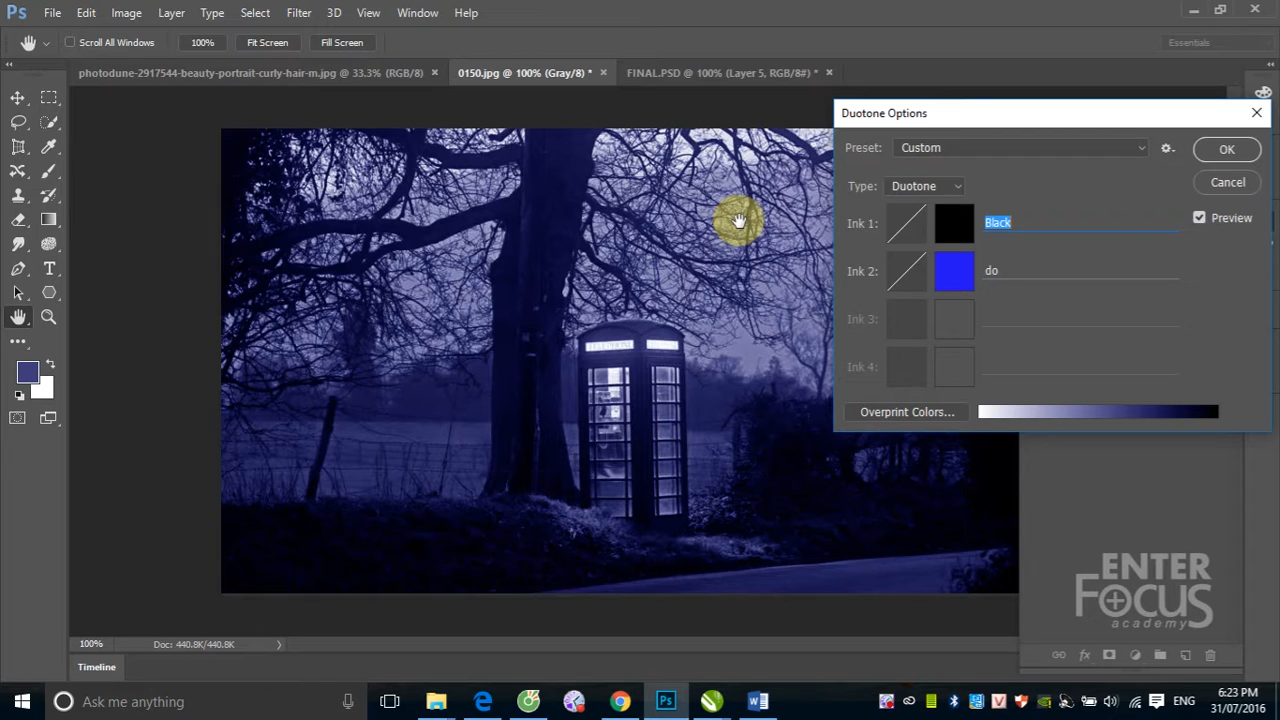 Ps File Edit Image Layer Type Select Filter 3D View Window Help
Scroll All Windows 100% Fit Screen Fill Screen Essentials
photodune-2917544-beauty-portrait-curly-hair-m.jpg @ 33.3% (RGB/8) 0150.jpg @ 100% (Gray/8) * FINAL.PSD @ 100% (Layer 5, RGB/8#) *
Duotone Options
Preset: Custom OK
Type: Duotone Cancel
Ink 1: Black Preview
Ink 2: do
Ink 3:
Ink 4:
Overprint Colors...
ENTER
FOCUS
academy
100% Doc: 440.8K/440.8K
Timeline
Ask me anything
ENG
6:23 PM
31/07/2016